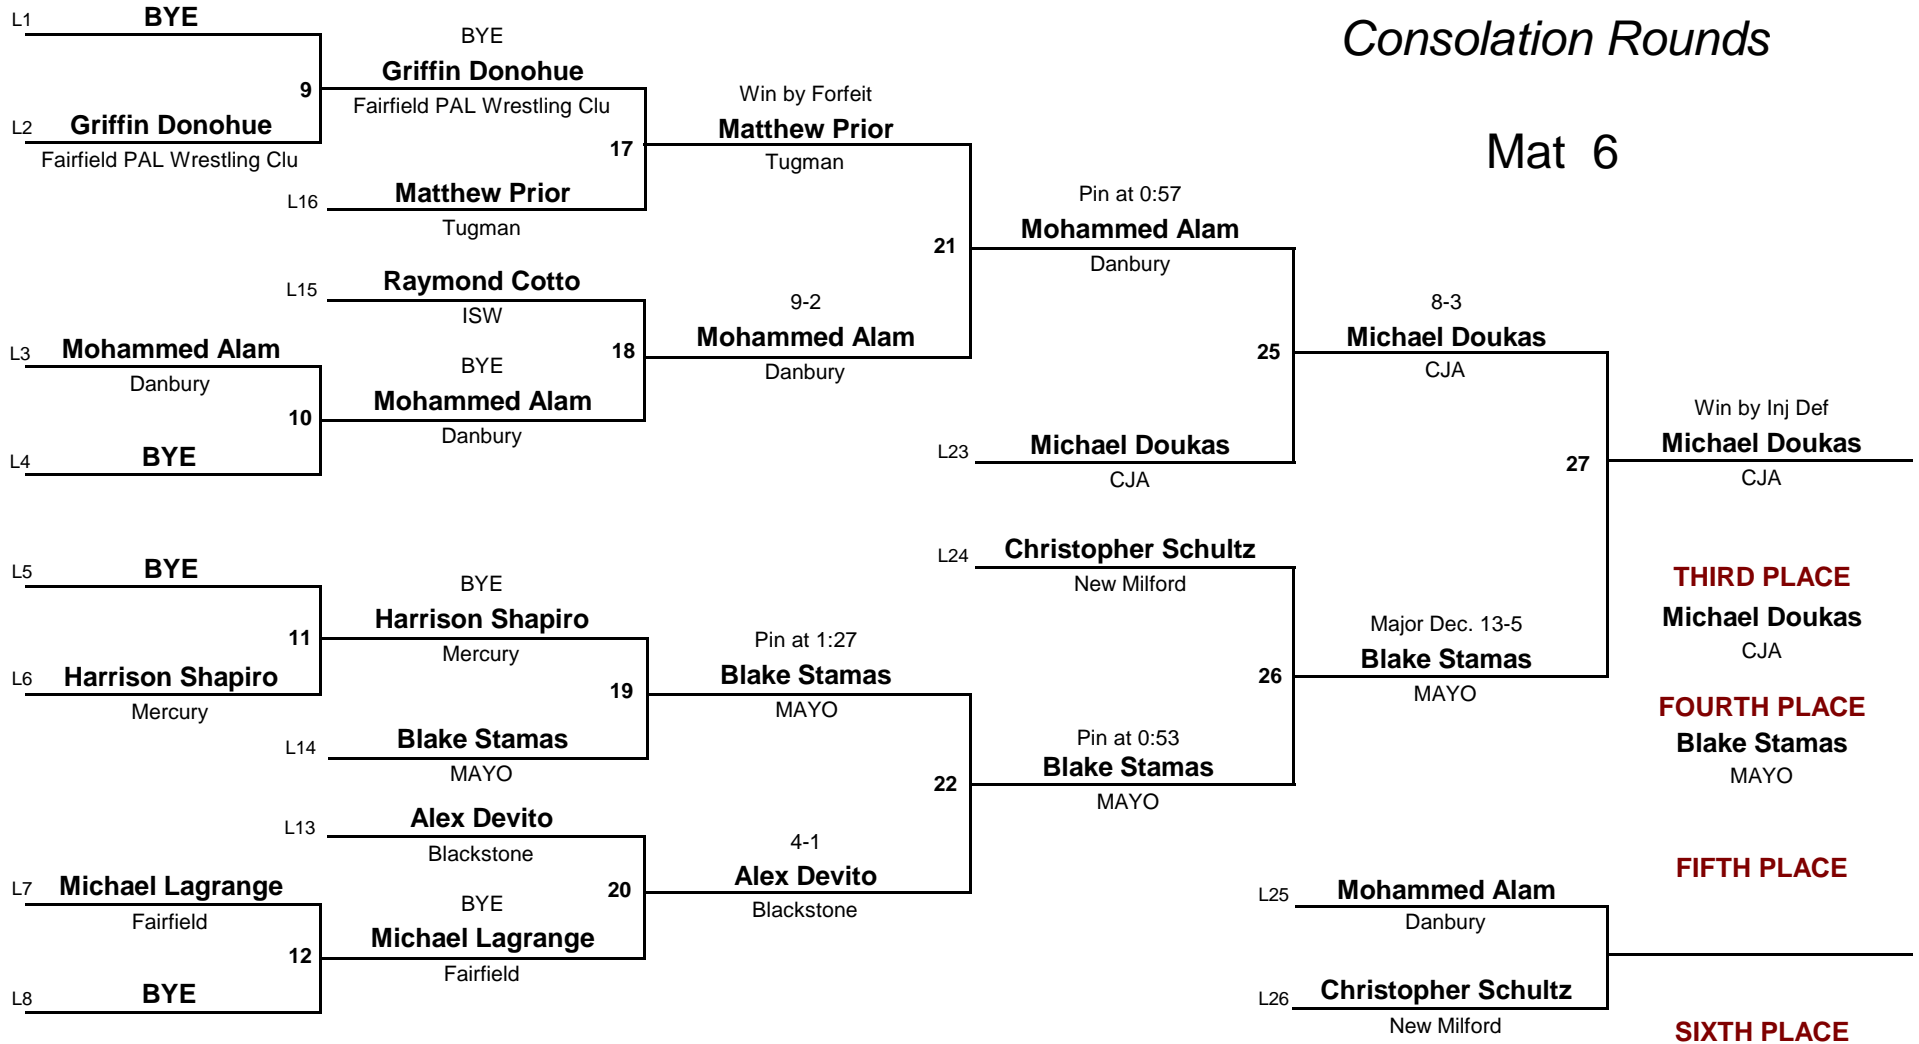 Consolation Rounds
Mat 6
L1 BYE
9
L2 Griffin Donohue
Fairfield PAL Wrestling Clu
BYE
Griffin Donohue
Fairfield PAL Wrestling Clu
17
L16 Matthew Prior
Tugman
Win by Forfeit
Matthew Prior
Tugman
L15 Raymond Cotto
ISW
18
L3 Mohammed Alam
Danbury
10
L4 BYE
BYE
Mohammed Alam
Danbury
9-2
Mohammed Alam
Danbury
21
Pin at 0:57
Mohammed Alam
Danbury
25
L23 Michael Doukas
CJA
8-3
Michael Doukas
CJA
27
Win by Inj Def
Michael Doukas
CJA
L5 BYE
11
L6 Harrison Shapiro
Mercury
BYE
Harrison Shapiro
Mercury
19
L14 Blake Stamas
MAYO
Pin at 1:27
Blake Stamas
MAYO
22
L13 Alex Devito
Blackstone
20
L7 Michael Lagrange
Fairfield
12
L8 BYE
BYE
Michael Lagrange
Fairfield
4-1
Alex Devito
Blackstone
L24 Christopher Schultz
New Milford
26
Pin at 0:53
Blake Stamas
MAYO
Major Dec. 13-5
Blake Stamas
MAYO
THIRD PLACE
Michael Doukas
CJA
FOURTH PLACE
Blake Stamas
MAYO
L25 Mohammed Alam
Danbury
L26 Christopher Schultz
New Milford
FIFTH PLACE
SIXTH PLACE